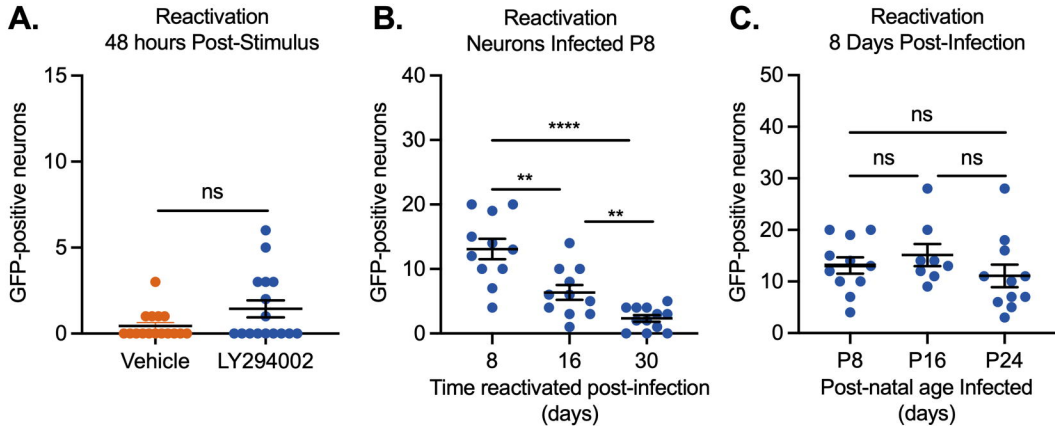 A.
Reactivation
48 hours Post-Stimulus
GFP-positive neurons
15
10
5
0
ns
Vehicle
LY294002
B.
Reactivation
Neurons Infected P8
GFP-positive neurons
40
30
20
10
0
****
**
**
8
16
30
Time reactivated post-infection
(days)
C.
Reactivation
8 Days Post-Infection
GFP-positive neurons
50
40
30
20
10
0
ns
ns
ns
P8
P16
P24
Post-natal age Infected
(days)